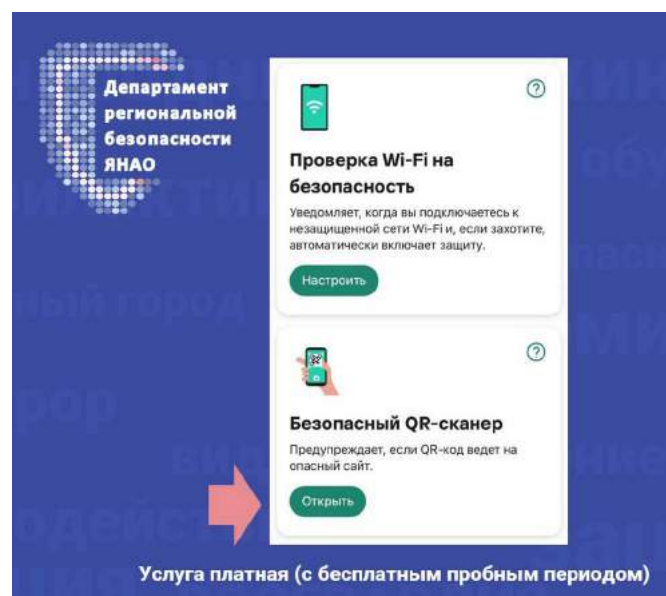 Департамент
региональной
безопасности
ЯНАО
Проверка Wi-Fi на
безопасность
Уведомляет, когда вы подключаетесь к
незащищенной сети Wi-Fi и, если захотите,
автоматически включает защиту.
Настроить
Безопасный QR-сканер
Предупреждает, если QR-код ведет на
опасный сайт.
Открыть
Услуга платная (с бесплатным пробным периодом)